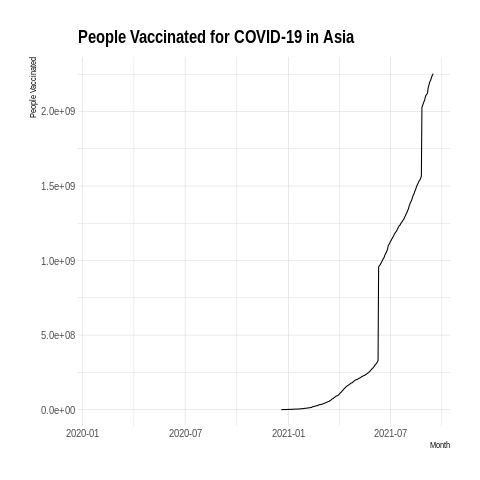 People Vaccinated for COVID-19 in Asia
People Vaccinated
2.0e+09
1.5e+09
1.0e+09
5.0e+08
0.0e+00
2020-01 2020-07 2021-01 2021-07
Month